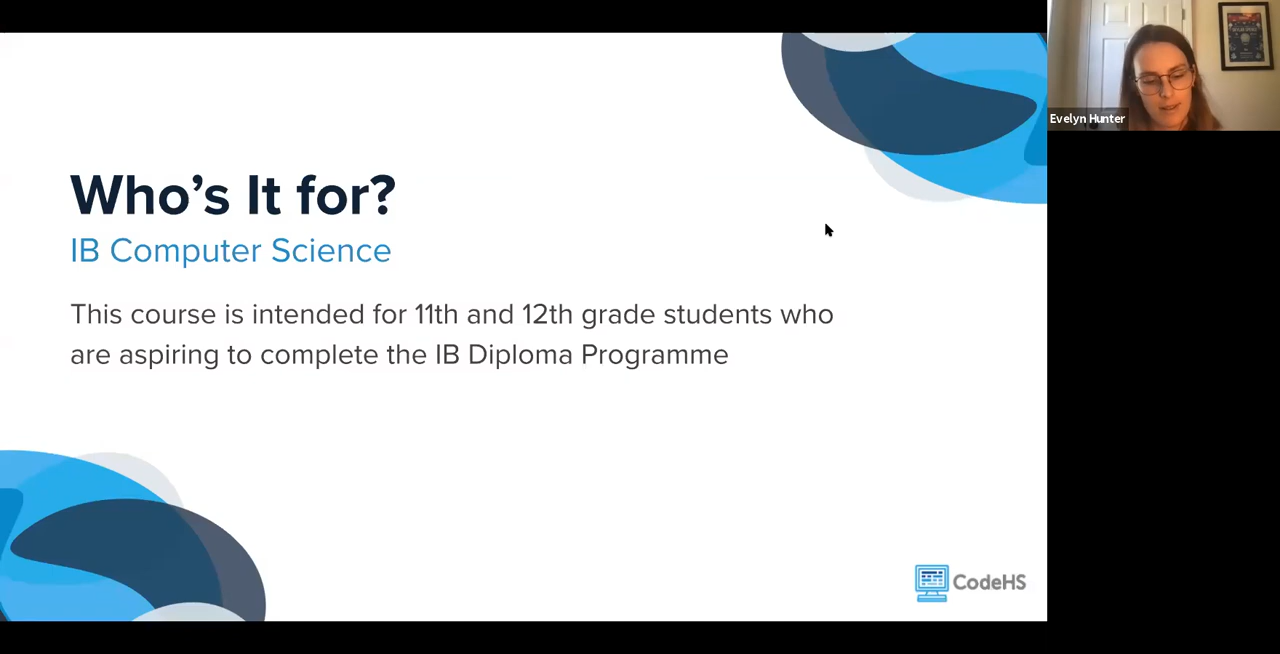 Who's It for?
IB Computer Science
This course is intended for 11th and 12th grade students who
are aspiring to complete the IB Diploma Programme
CodeHS
Evelyn Hunter